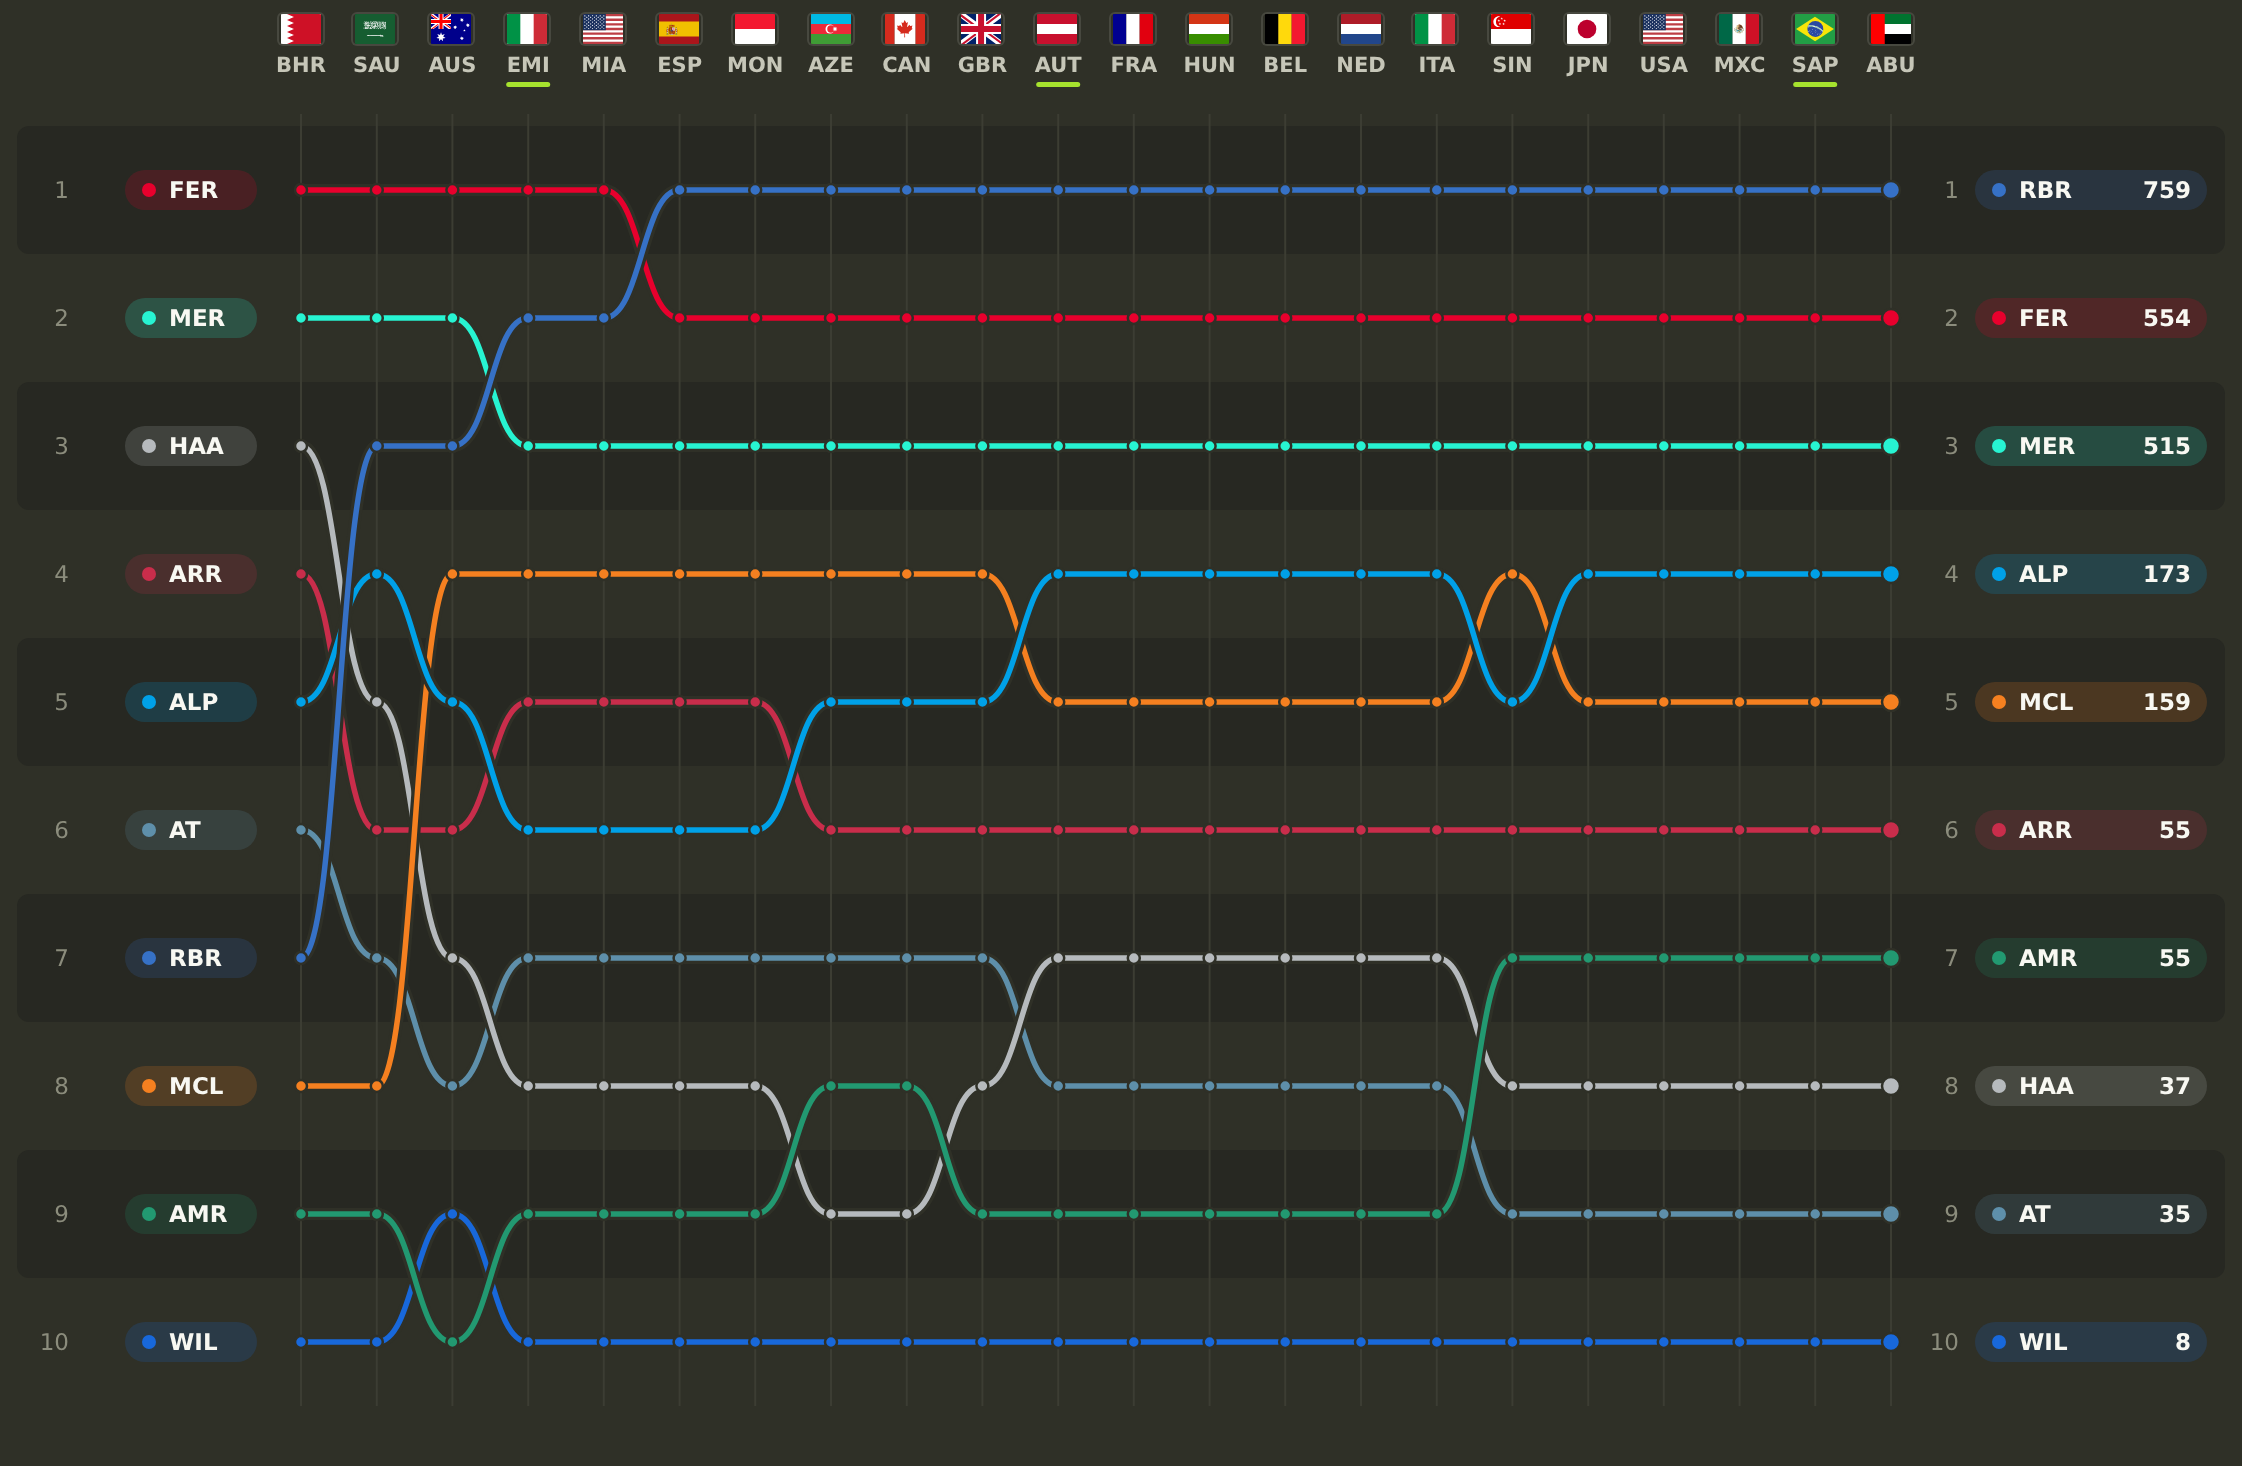 BHR SAU AUS EMI MIA ESP MON AZE CAN GBR AUT FRA HUN BEL NED ITA SIN JPN USA MXC SAP ABU
1 FER 1 RBR 759
2 MER 2 FER 554
3 HAA 3 MER 515
4 ARR 4 ALP 173
5 ALP 5 MCL 159
6 AT 6 ARR 55
7 RBR 7 AMR 55
8 MCL 8 HAA 37
9 AMR 9 AT 35
10 WIL 10 WIL 8